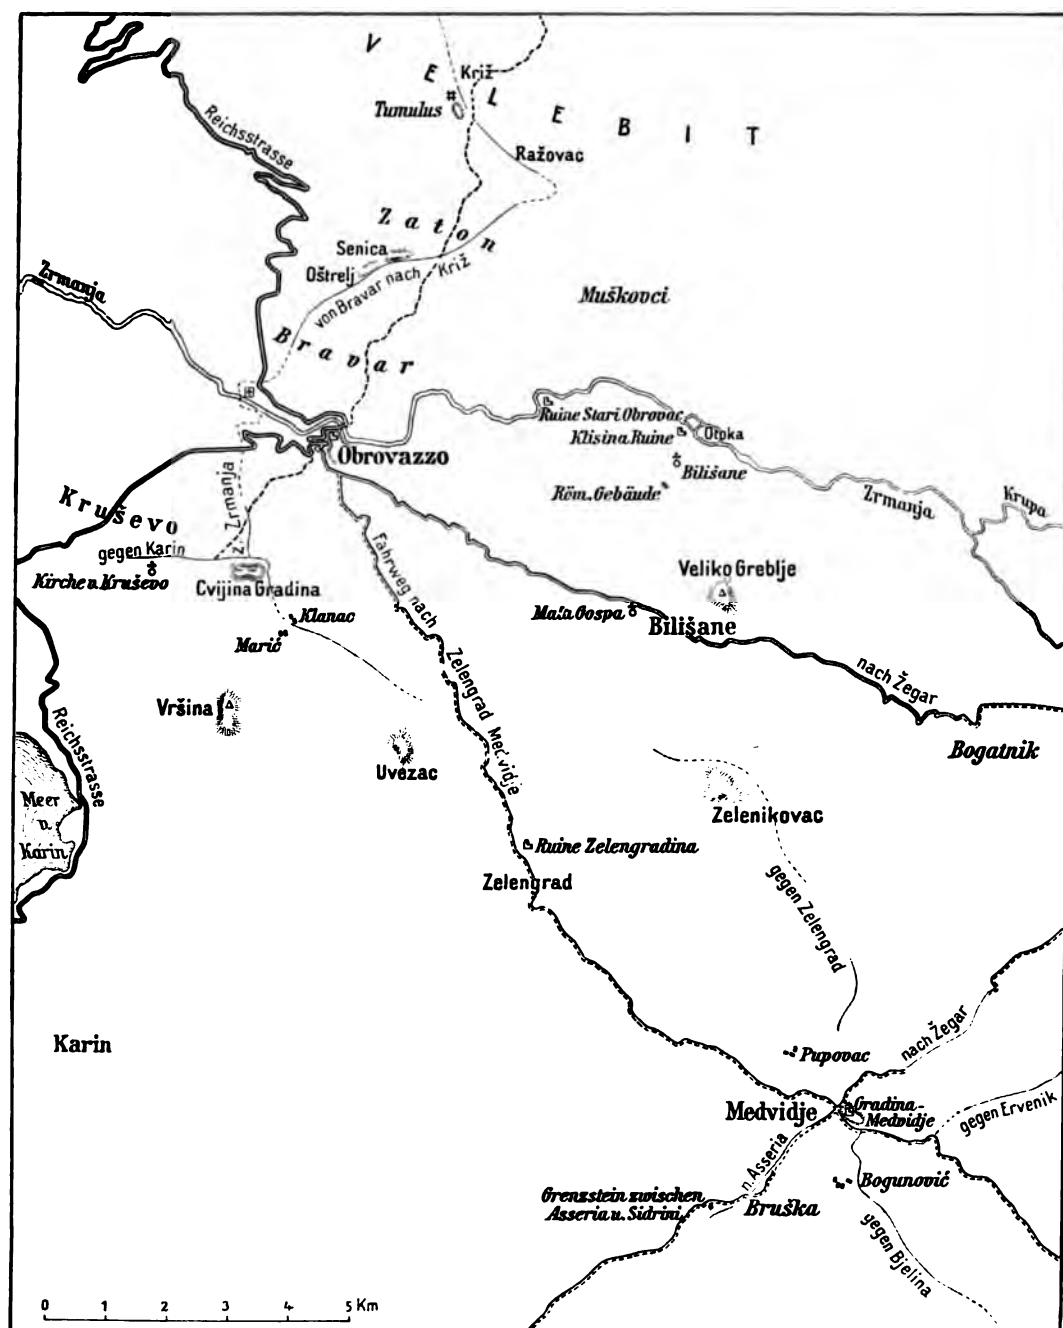 VELEBIT
Križ
Tumulus
Reichsstrasse
Ražovac
Zaton
Senica
Oštrelj
von Bravar nach Križ
Zrmanja
Muškovci
Bravar
Ruine Stari Obrovac
Klisina Ruine
Otoka
Obrovazzo
Bilišane
Röm. Gebäude
Zrmanja
Krupa
Kruševo
z. Zrmanja
gegen Karin
Kirche v. Kruševo
Cvijina Gradina
Fahrweg nach
Zelengrad Medvidje
Veliko Greblje
Mala Gospa
Bilišane
Klanac
Marić
nach Žegar
Vršina
Reichsstrasse
Uvezac
Bogatnik
Meer
v.
Karin
Zelenikovac
Ruine Zelengradina
Zelengrad
gegen Zelengrad
Karin
nach Žegar
Pupovac
Medvidje
Gradina-
Medvidje
gegen Ervenik
n. Asseria
Bogunović
Grenzstein zwischen
Asseria u. Sidrini
Bruška
gegen Bjelina
0 1 2 3 4 5 Km